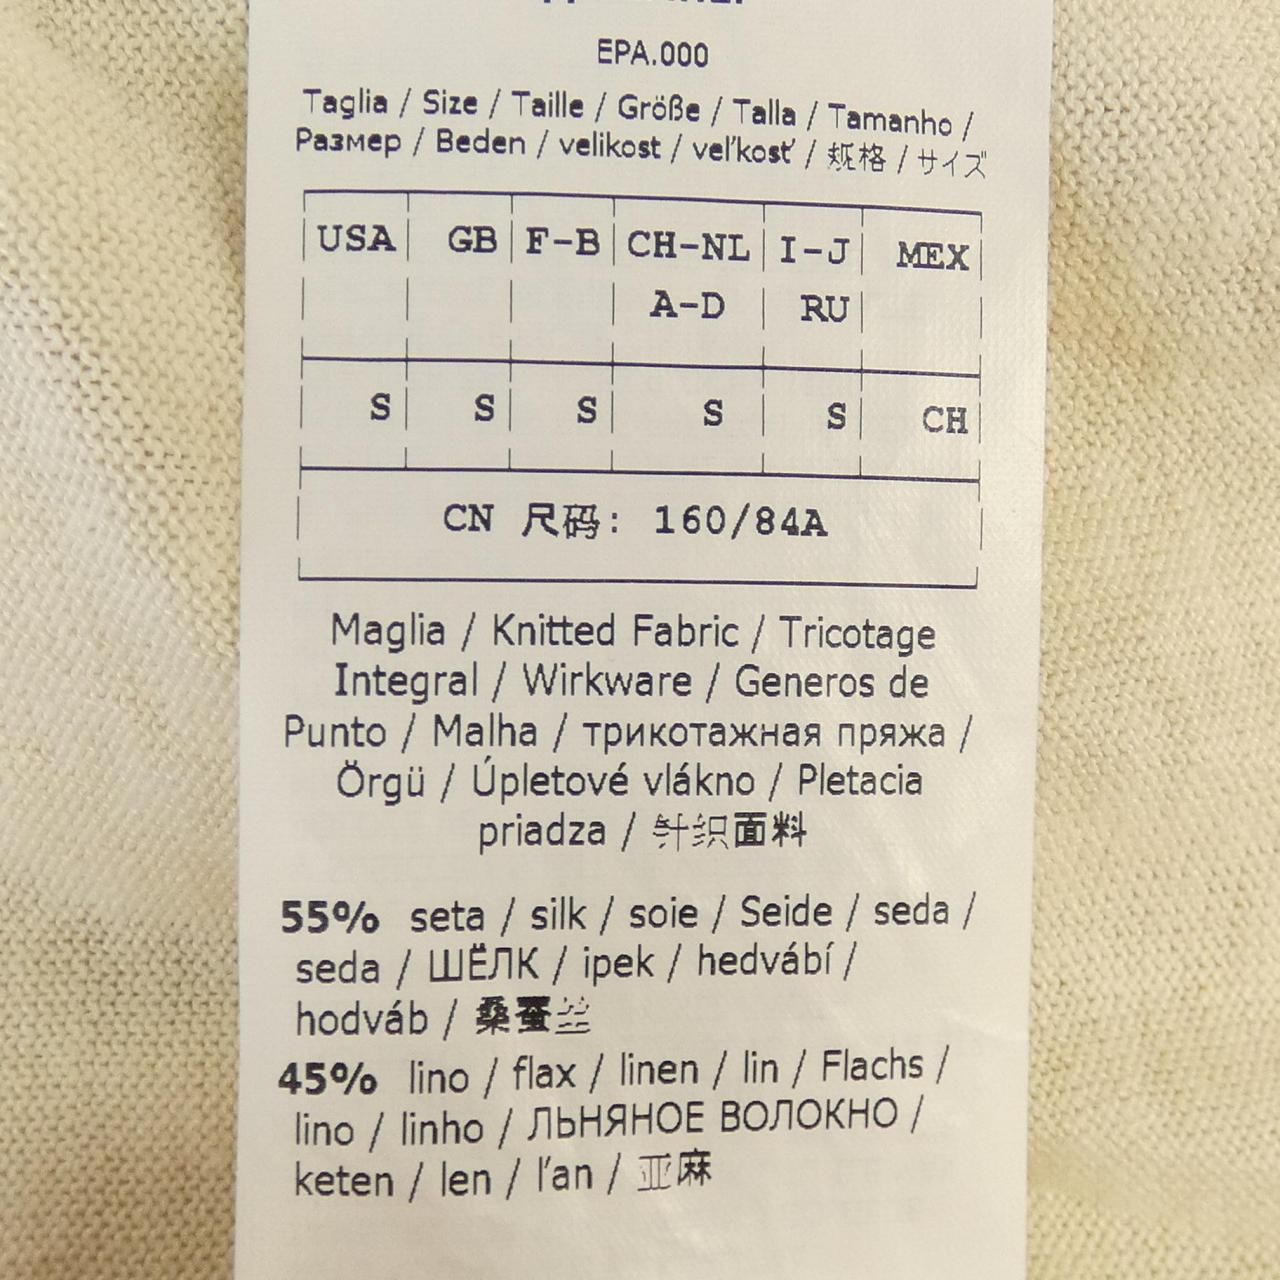 EPA.000
Taglia / Size / Taille / Größe / Talla / Tamanho /
Размер / Beden / velikost / veľkosť / 规格 / サイズ
USA GB F-B CH-NL I-J MEX
A-D RU
S S S S S CH
CN 尺码: 160/84A
Maglia / Knitted Fabric / Tricotage
Integral / Wirkware / Generos de
Punto / Malha / трикотажная пряжа /
Örgü / Úpletové vlákno / Pletacia
priadza / 针织面料
55% seta / silk / soie / Seide / seda /
seda / ШЁЛК / ipek / hedvábí /
hodváb / 桑蚕丝
45% lino / flax / linen / lin / Flachs /
lino / linho / ЛЬНЯНОЕ ВОЛОКНО /
keten / len / ľan / 亚麻